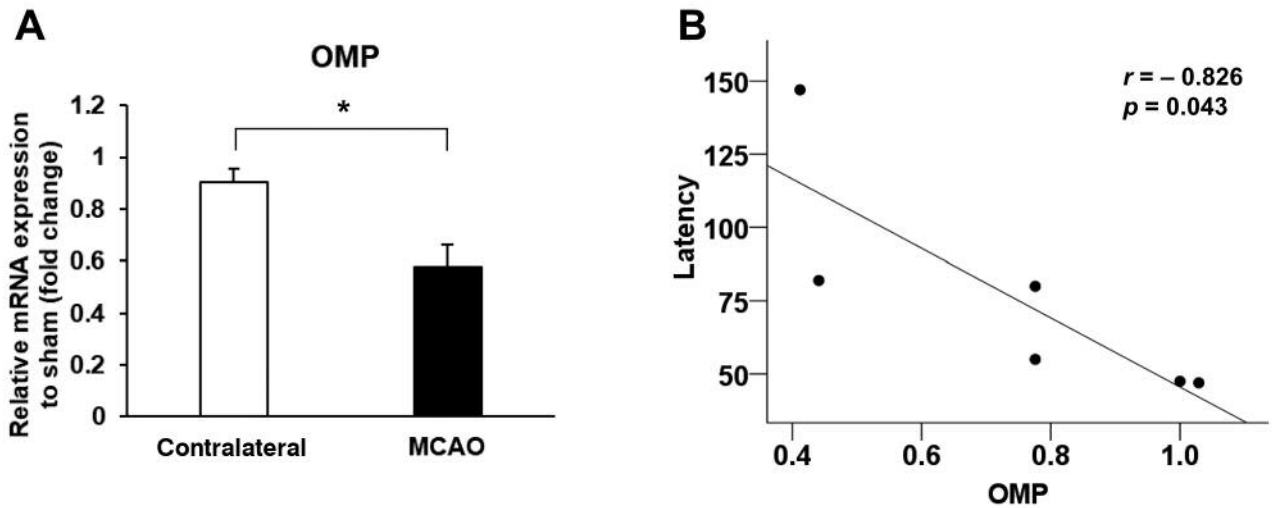 A
OMP
Relative mRNA expression
to sham (fold change)
1.2
1
0.8
0.6
0.4
0.2
0
*
Contralateral
MCAO
B
r = – 0.826
p = 0.043
Latency
150
125
100
75
50
0.4
0.6
0.8
1.0
OMP